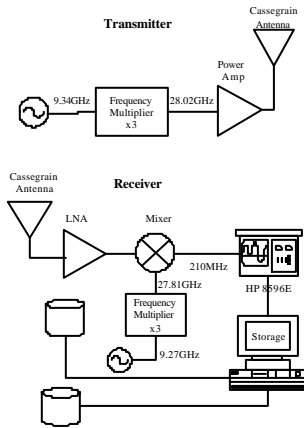 Transmitter
Cassegrain
Antenna
Power
Amp
9.34GHz
Frequency
Multiplier
x3
28.02GHz
Cassegrain
Antenna
Receiver
LNA
Mixer
210MHz
HP 8596E
27.81GHz
Frequency
Multiplier
x3
9.27GHz
Storage